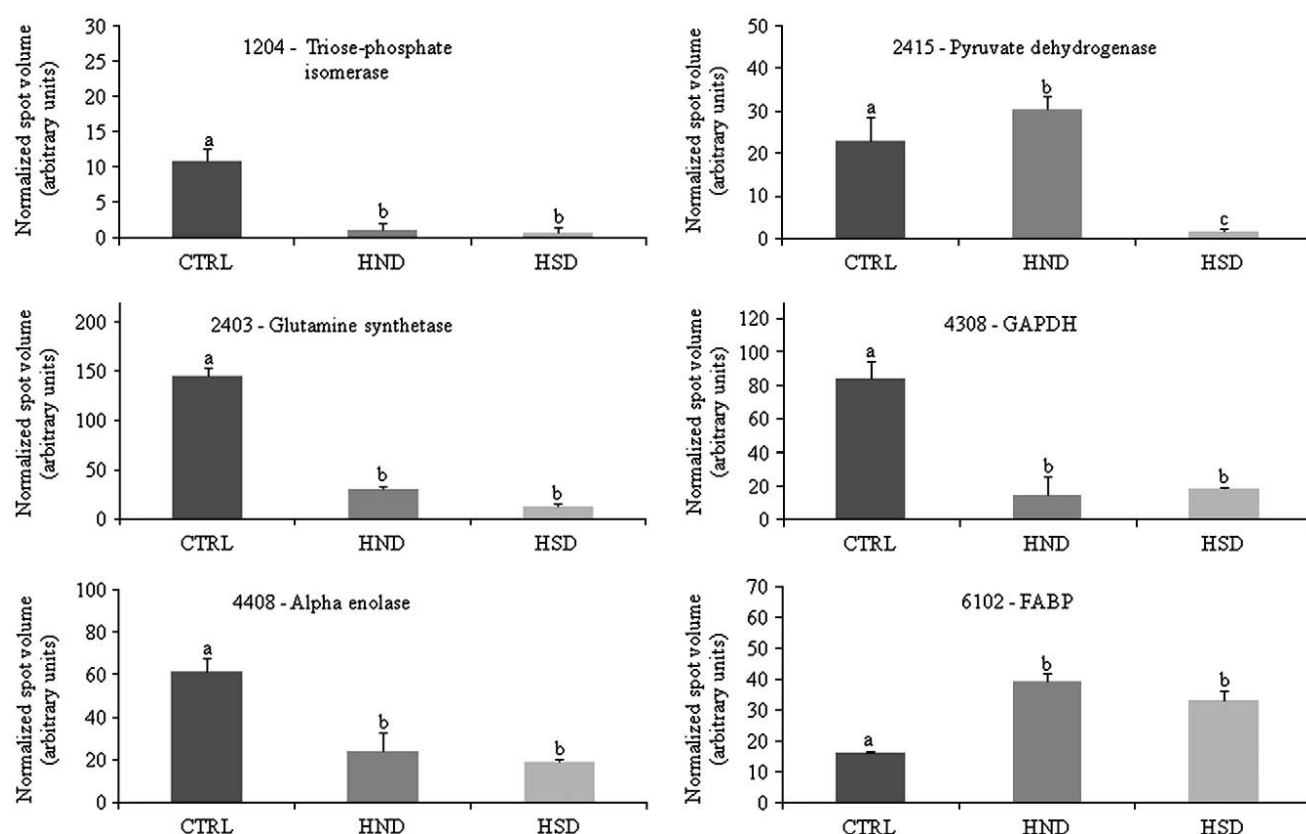 Normalized spot volume
(arbitrary units)
30
25
20
15
10
5
0
1204 - Triose-phosphate
isomerase
a
b
b
CTRL HND HSD
Normalized spot volume
(arbitrary units)
50
40
30
20
10
0
2415 - Pyruvate dehydrogenase
a
b
c
CTRL HND HSD
Normalized spot volume
(arbitrary units)
200
150
100
50
0
2403 - Glutamine synthetase
a
b
b
CTRL HND HSD
Normalized spot volume
(arbitrary units)
120
100
80
60
40
20
0
4308 - GAPDH
a
b
b
CTRL HND HSD
Normalized spot volume
(arbitrary units)
100
80
60
40
20
0
4408 - Alpha enolase
a
b
b
CTRL HND HSD
Normalized spot volume
(arbitrary units)
70
60
50
40
30
20
10
0
6102 - FABP
a
b
b
CTRL HND HSD